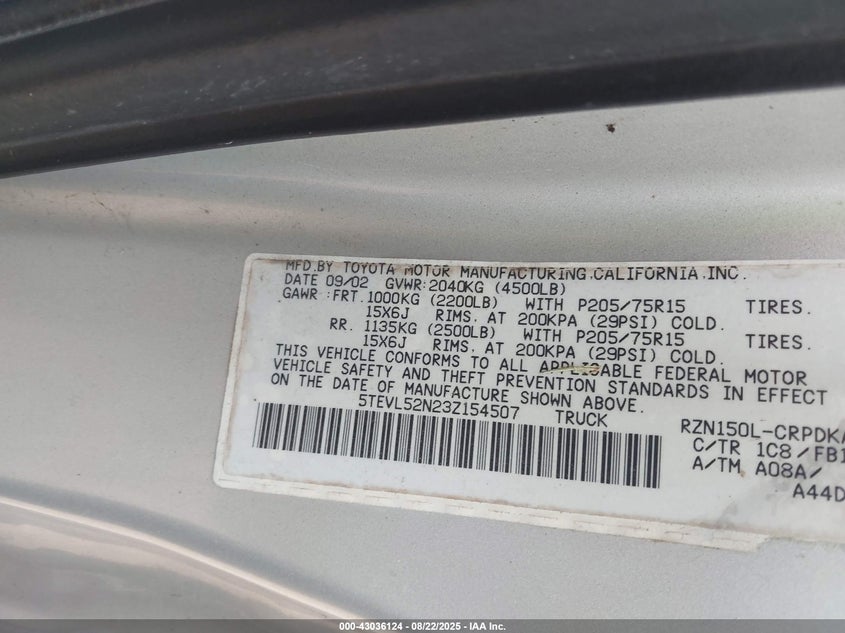 MFD.BY TOYOTA MOTOR MANUFACTURING,CALIFORNIA,INC.
DATE 09/02 GVWR:2040KG (4500LB)
GAWR:FRT.1000KG (2200LB) WITH P205/75R15 TIRES.
15X6J RIMS. AT 200KPA (29PSI) COLD.
RR. 1135KG (2500LB) WITH P205/75R15 TIRES.
15X6J RIMS. AT 200KPA (29PSI) COLD.
THIS VEHICLE CONFORMS TO ALL APPLICABLE FEDERAL MOTOR
VEHICLE SAFETY AND THEFT PREVENTION STANDARDS IN EFFECT
ON THE DATE OF MANUFACTURE SHOWN ABOVE.
5TEVL52N23Z154507 TRUCK
RZN150L-CRPDKA
C/TR 1C8/FB1
A/TM A08A/
A44D
000-43036124 - 08/22/2025 - IAA Inc.